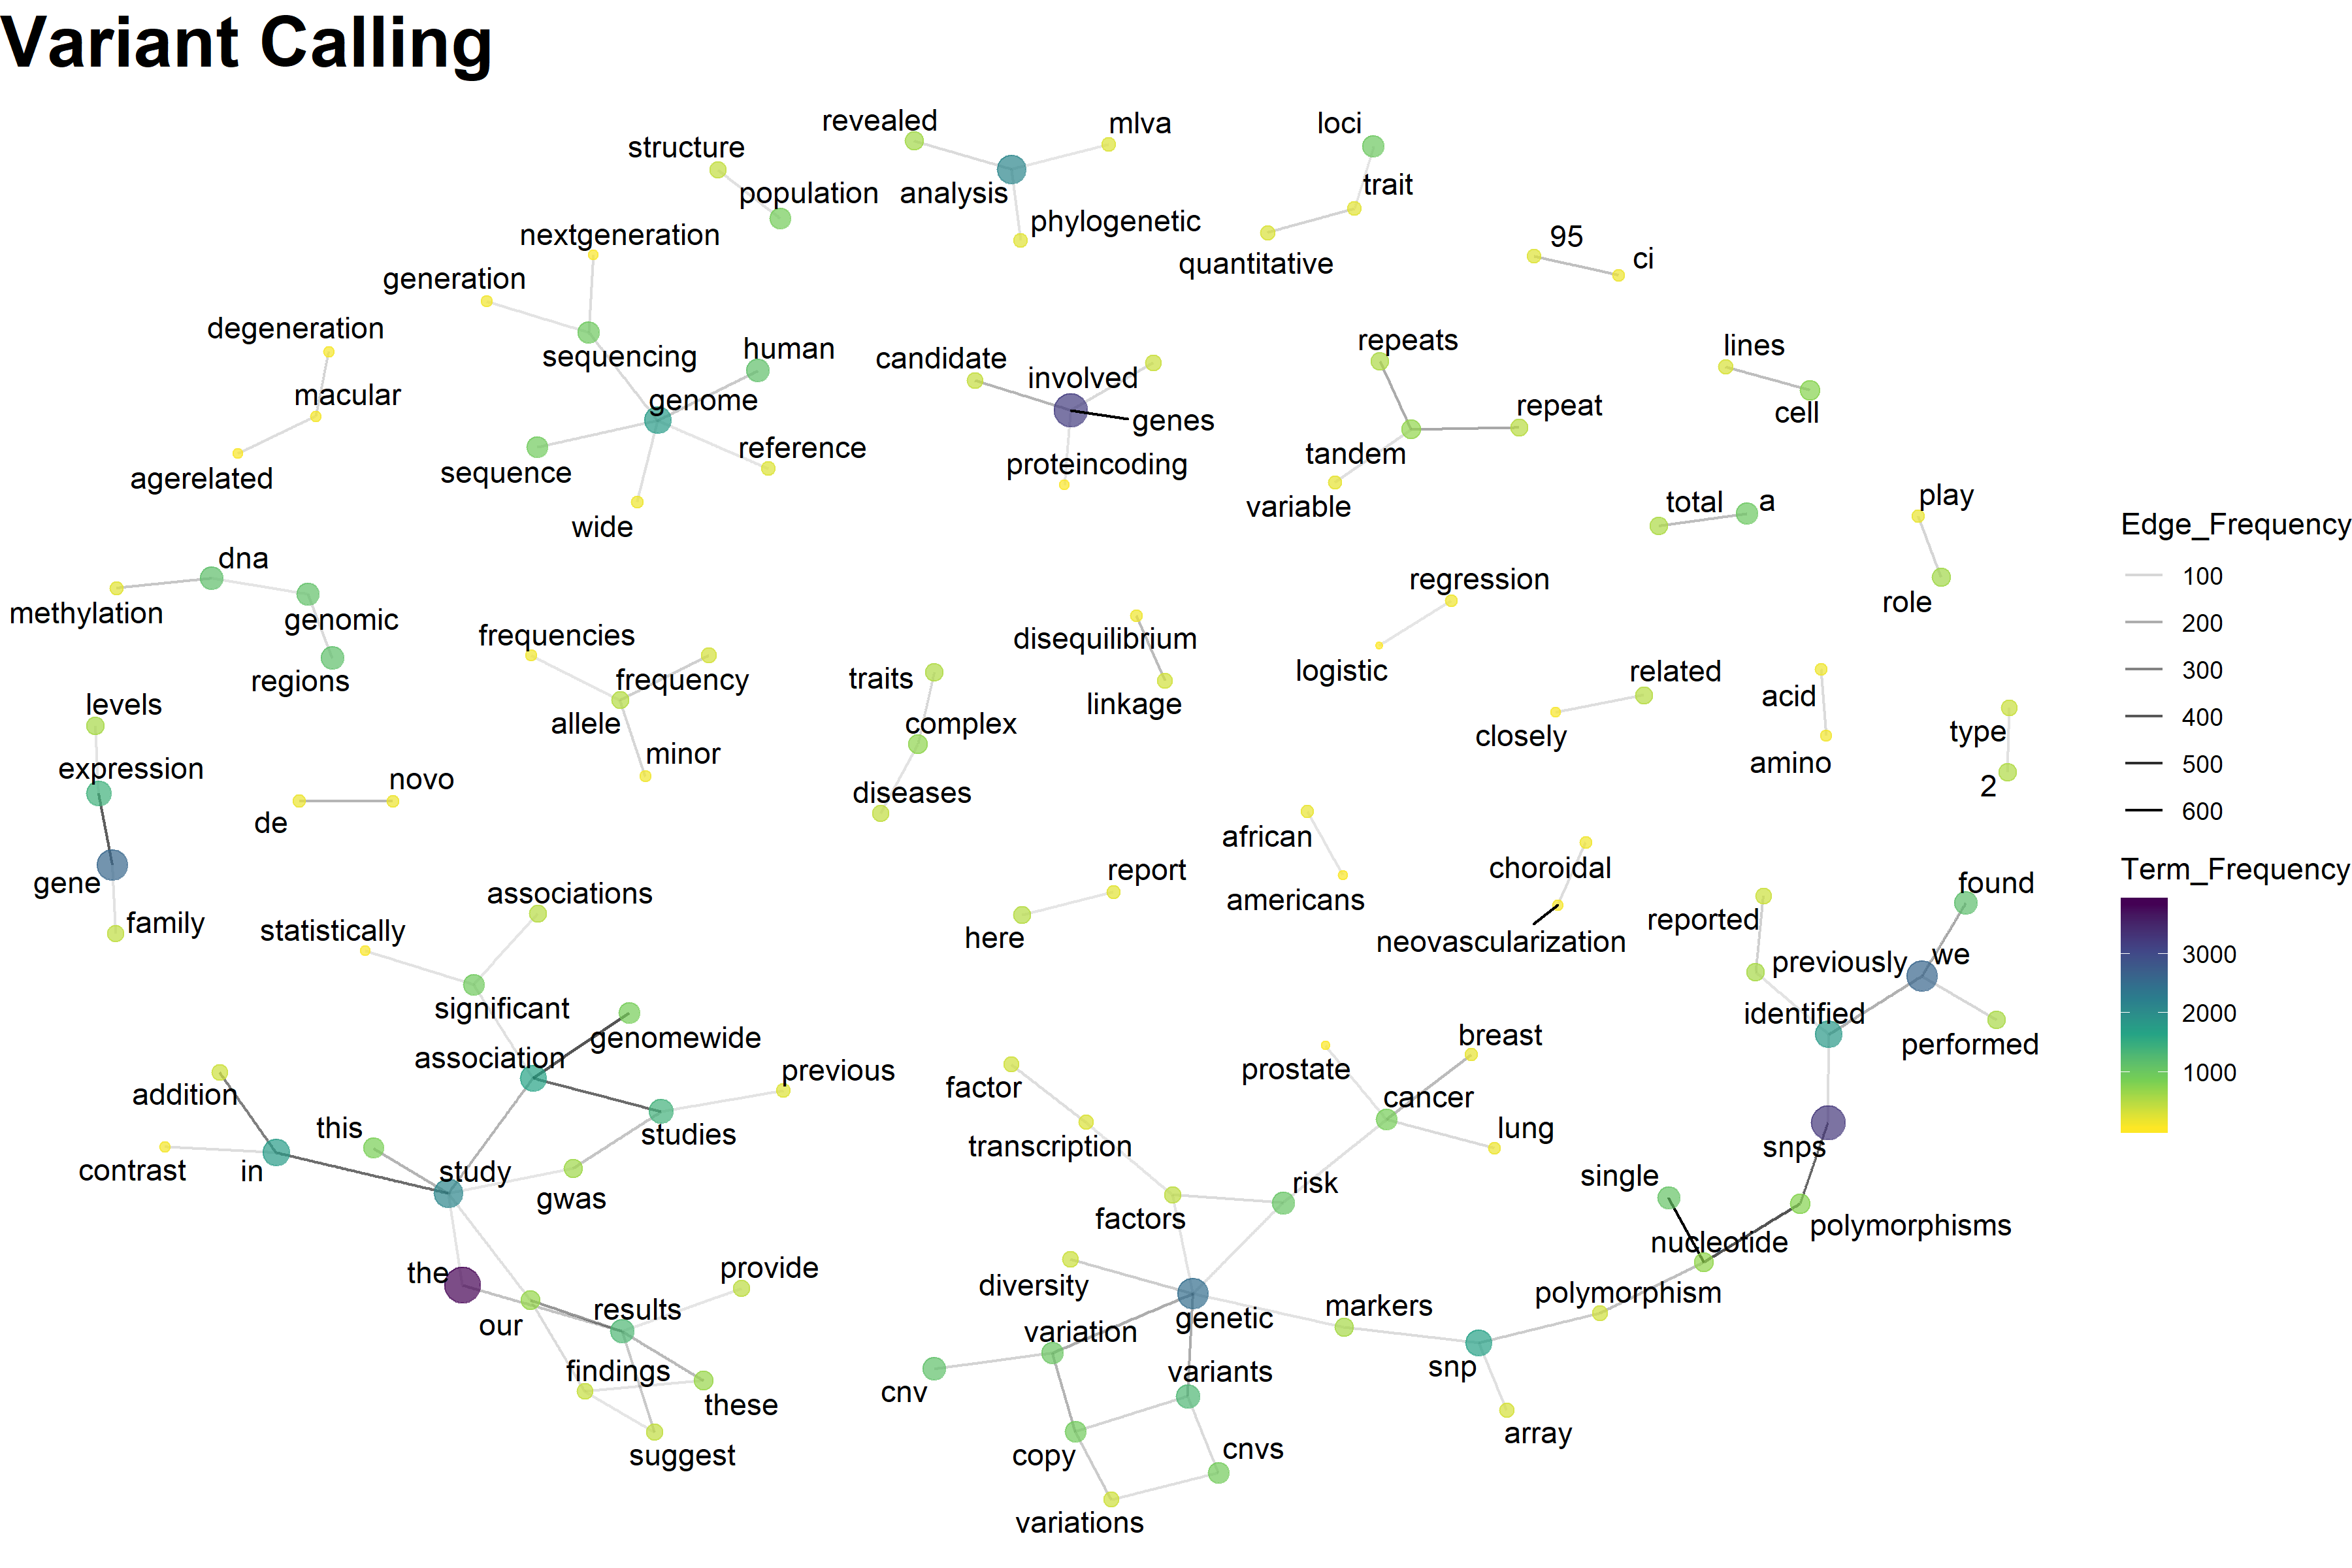 Variant Calling
revealed
mlva
loci
structure
population
analysis
trait
phylogenetic
nextgeneration
quantitative
95
ci
generation
degeneration
sequencing
human
candidate
involved
repeats
lines
macular
genome
genes
repeat
cell
agerelated
sequence
reference
proteincoding
tandem
wide
variable
total
a
play
dna
methylation
genomic
regions
regression
logistic
role
frequencies
frequency
allele
minor
disequilibrium
linkage
traits
complex
diseases
related
closely
acid
amino
type
2
levels
expression
gene
family
de
novo
african
americans
choroidal
neovascularization
report
here
associations
statistically
significant
found
reported
previously
we
identified
performed
genomewide
association
previous
studies
addition
this
contrast
in
study
gwas
factor
transcription
prostate
breast
cancer
lung
snps
single
risk
factors
nucleotide
polymorphisms
the
our
results
provide
findings
these
suggest
diversity
genetic
markers
polymorphism
variation
variants
cnv
snp
array
copy
cnvs
variations
Edge_Frequency
100
200
300
400
500
600
Term_Frequency
3000
2000
1000